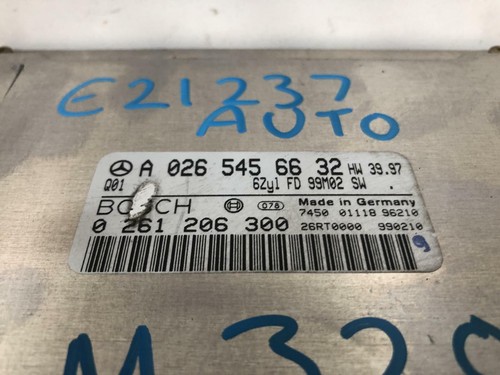 E21237
AUTO
A 026 545 66 32 HW 39.97
Q01 6Zyl FD 99M02 SW .
BOSCH 078 Made in Germany
7450 01118 96210
0 261 206 300 26RT0000 990210
9
M 320